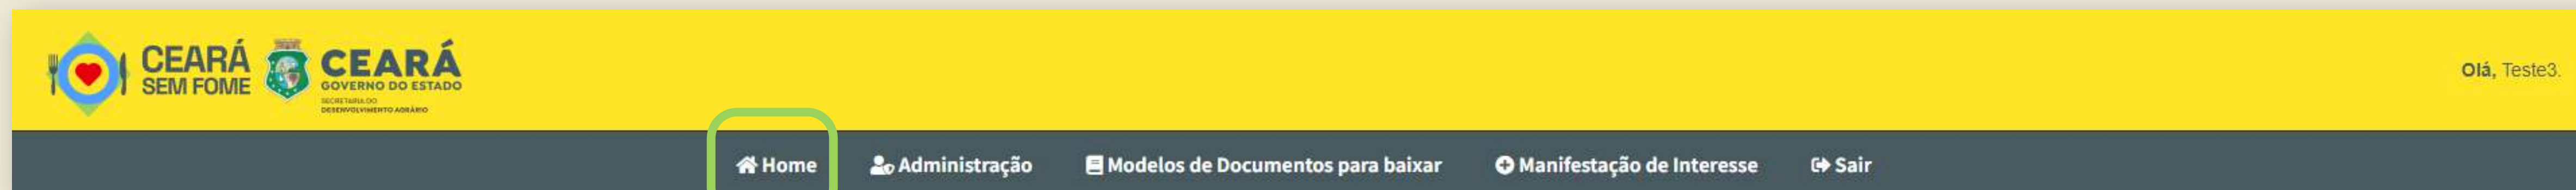 CEARÁ
SEM FOME
CEARÁ
GOVERNO DO ESTADO
SECRETARIA DO
DESENVOLVIMENTO AGRÁRIO
Olá, Teste3.
Home
Administração
Modelos de Documentos para baixar
Manifestação de Interesse
Sair